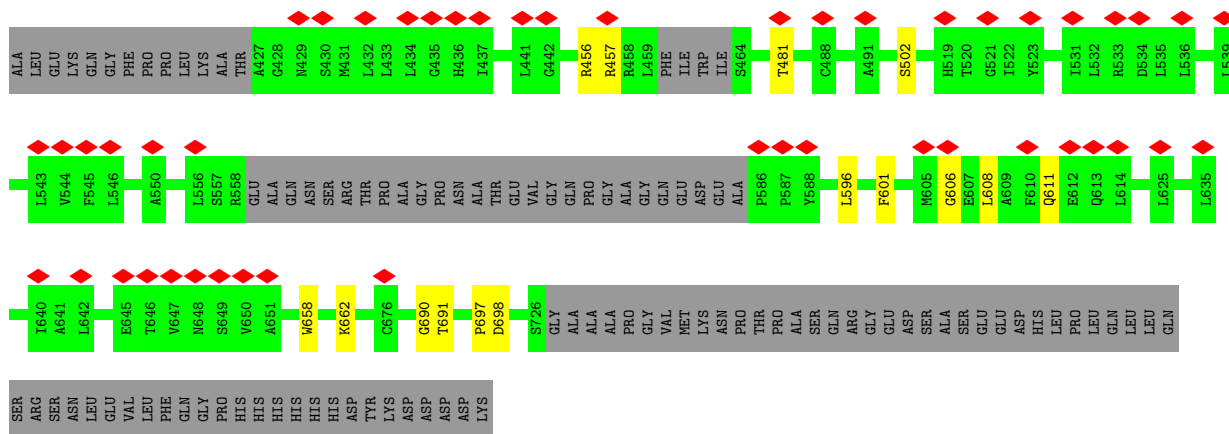 ALA LEU GLU LYS GLN GLY PHE PRO PRO LEU LYS ALA THR A427 G428 N429 S430 M431 L432 L433 L434 G435 H436 I437 L441 G442 R456 R457 R458 L459 PHE ILE TRP ILE S464 T481 C488 A491 S502 H519 T520 G521 I522 Y523 I531 L532 R533 D534 L535 L536 L539
L543 V544 F545 L546 A550 L556 S557 R558 GLU ALA GLN ASN SER ARG THR PRO ALA GLY PRO ASN ALA THR GLU VAL GLY GLN PRO GLY ALA GLY GLN GLU ASP GLU ALA P586 P587 Y588 L596 F601 M605 G606 E607 L608 A609 F610 Q611 E612 Q613 L614 L625 L635
I640 A641 L642 E645 T646 V647 N648 S649 V650 A651 W658 K662 C676 G690 T691 P697 D698 S726 GLY ALA ALA ALA PRO GLY VAL MET LYS ASN PRO THR PRO ALA SER GLN ARG GLY GLU ASP SER ALA SER GLU GLU ASP HIS LEU PRO LEU GLN LEU LEU GLN
SER ARG SER ASN LEU GLU VAL LEU PHE GLN GLY PRO HIS HIS HIS HIS HIS HIS ASP TYR LYS ASP ASP ASP ASP LYS